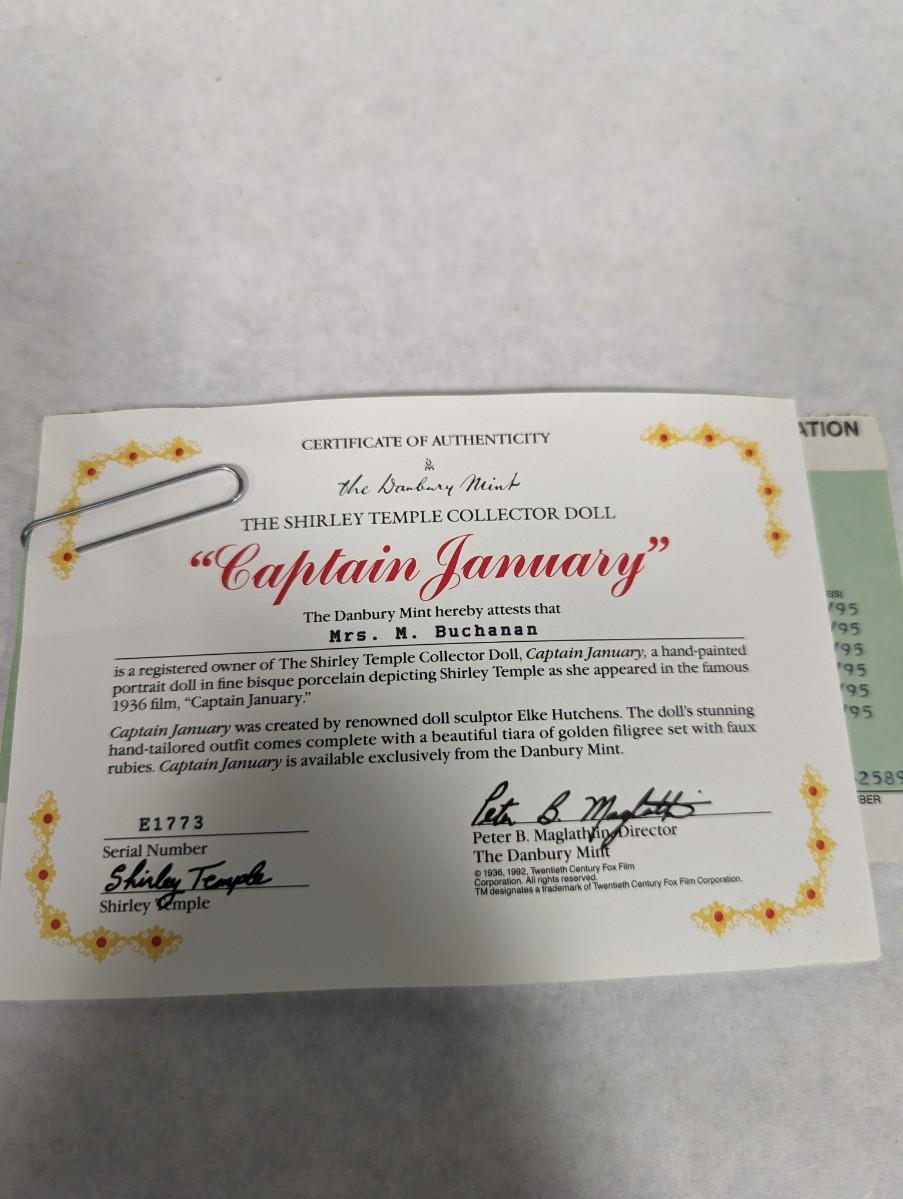 CERTIFICATE OF AUTHENTICITY
the Danbury Mint
THE SHIRLEY TEMPLE COLLECTOR DOLL
“Captain January”
The Danbury Mint hereby attests that
Mrs. M. Buchanan
is a registered owner of The Shirley Temple Collector Doll, Captain January, a hand-painted
portrait doll in fine bisque porcelain depicting Shirley Temple as she appeared in the famous
1936 film, “Captain January.”
Captain January was created by renowned doll sculptor Elke Hutchens. The doll's stunning
hand-tailored outfit comes complete with a beautiful tiara of golden filigree set with faux
rubies. Captain January is available exclusively from the Danbury Mint.
E1773
Serial Number
Shirley Temple
Shirley Temple
Peter B. Maglathlin
Peter B. Maglathlin, Director
The Danbury Mint
© 1936, 1992, Twentieth Century Fox Film
Corporation. All rights reserved.
TM designates a trademark of Twentieth Century Fox Film Corporation.
ATION
E(S)
/95
/95
/95
/95
/95
/95
2589
BER